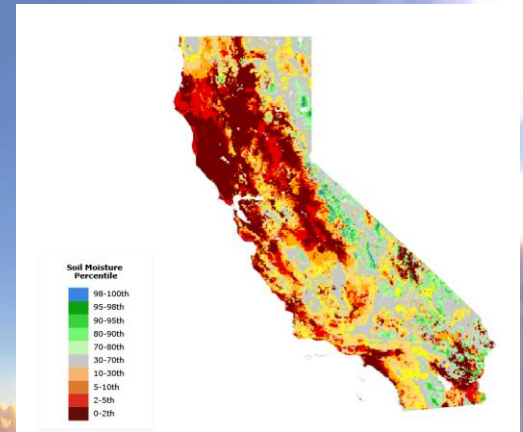 Soil Moisture
Percentile
98-100th
95-98th
90-95th
80-90th
70-80th
30-70th
10-30th
5-10th
2-5th
0-2th